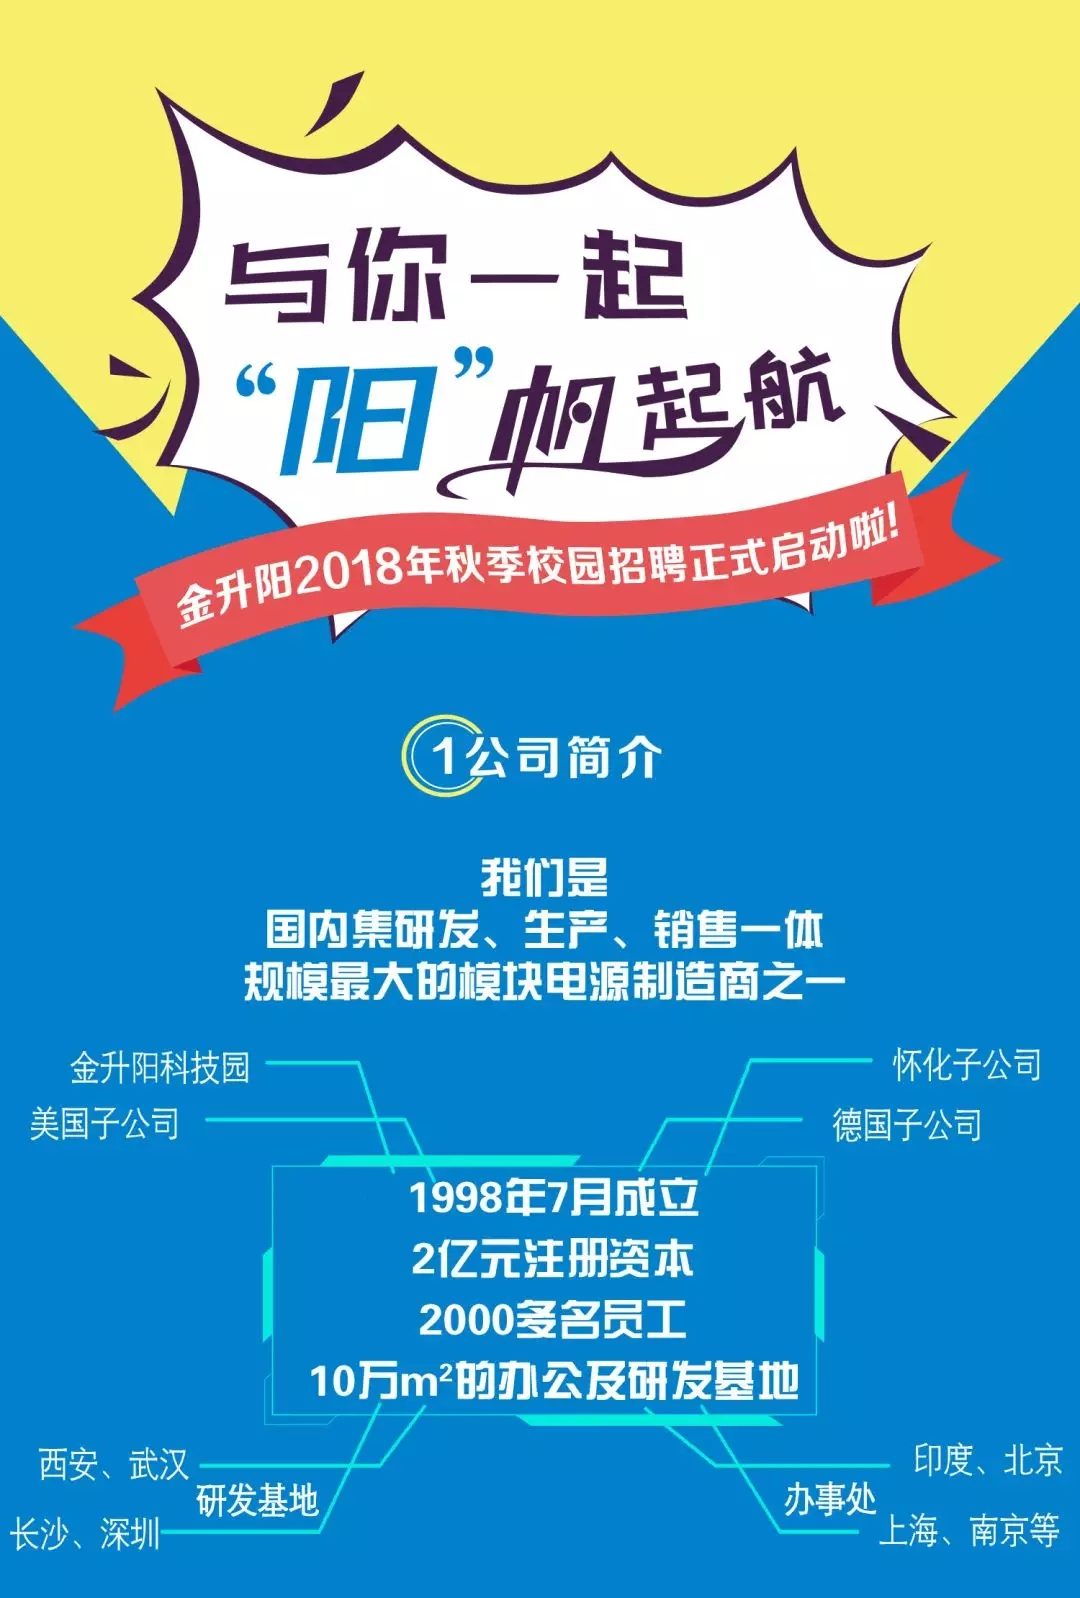 与你一起
“阳”帆起航
金升阳2018年秋季校园招聘正式启动啦!
1公司简介
我们是
国内集研发、生产、销售一体
规模最大的模块电源制造商之一
金升阳科技园
怀化子公司
美国子公司
德国子公司
1998年7月成立
2亿元注册资本
2000多名员工
10万m²的办公及研发基地
西安、武汉
印度、北京
研发基地
办事处
长沙、深圳
上海、南京等